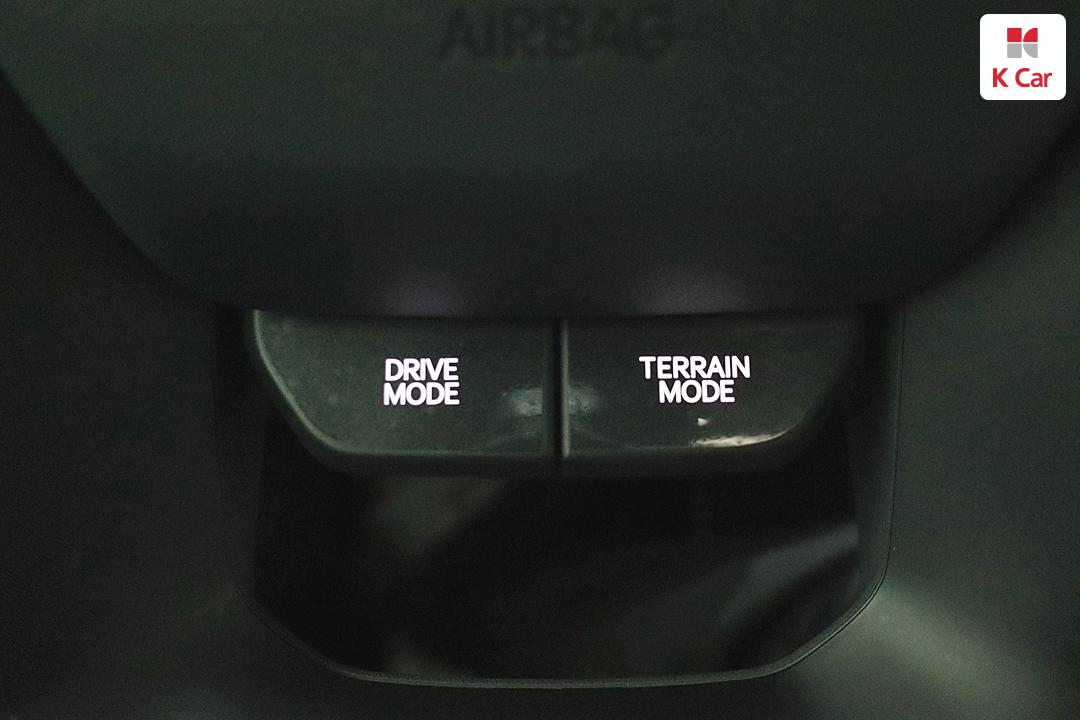 AIRBAG
K Car
DRIVE
MODE
TERRAIN
MODE